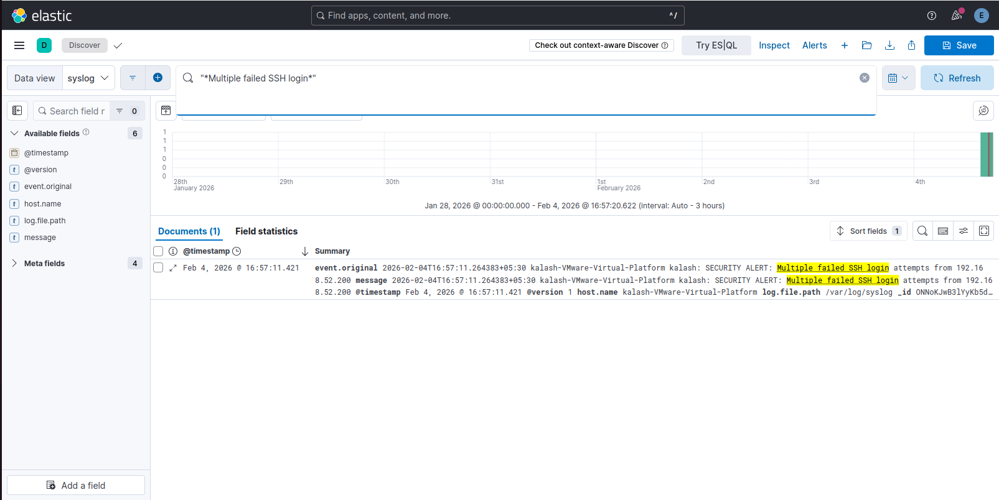 elastic
Find apps, content, and more.
^/
E
D
Discover
Check out context-aware Discover
Try ES|QL
Inspect
Alerts
Save
Data view
syslog
"*Multiple failed SSH login*"
Refresh
Search field r
0
Available fields
6
@timestamp
@version
event.original
host.name
log.file.path
message
Meta fields
4
Add a field
1
1
1
0
0
0
28th
January 2026
29th
30th
31st
1st
February 2026
2nd
3rd
4th
Jan 28, 2026 @ 00:00:00.000 - Feb 4, 2026 @ 16:57:20.622 (interval: Auto - 3 hours)
Documents (1)
Field statistics
Sort fields 1
@timestamp
Summary
Feb 4, 2026 @ 16:57:11.421
event.original 2026-02-04T16:57:11.264383+05:30 kalash-VMware-Virtual-Platform kalash: SECURITY ALERT: Multiple failed SSH login attempts from 192.16
8.52.200 message 2026-02-04T16:57:11.264383+05:30 kalash-VMware-Virtual-Platform kalash: SECURITY ALERT: Multiple failed SSH login attempts from 192.16
8.52.200 @timestamp Feb 4, 2026 @ 16:57:11.421 @version 1 host.name kalash-VMware-Virtual-Platform log.file.path /var/log/syslog _id ONNoKJwB3lYyKb5d…